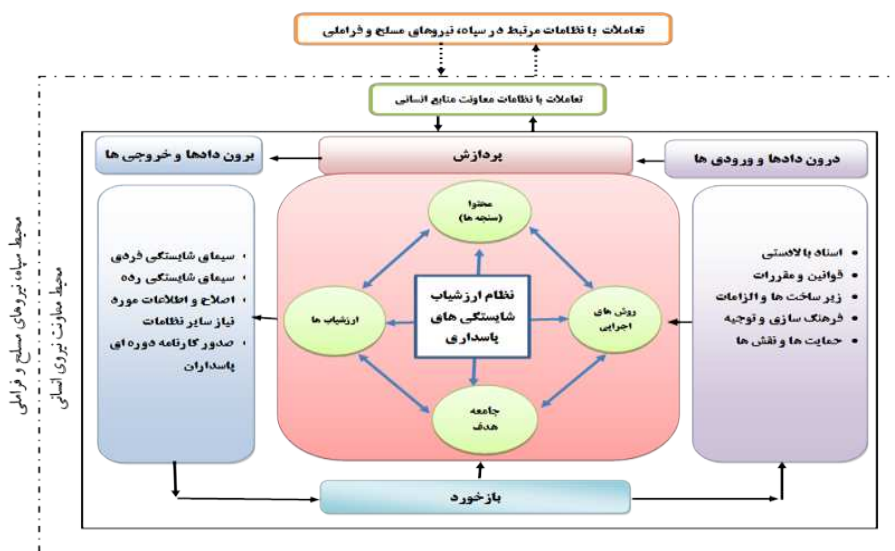 تعاملات با نظامات مرتبط در سپاه، نیروهای مسلح و فراملی
تعاملات با نظامات معاونت منابع انسانی
درون دادها و ورودی ها
پردازش
برون دادها و خروجی ها
اسناد بالادستی
قوانین و مقررات
زیر ساخت ها و الزامات
فرهنگ سازی و توجیه
حمایت ها و نقش ها
محتوا
(سنجه ها)
روش های
اجرایی
نظام ارزشیاب
شایستگی های
پاسداری
ارزشیاب ها
جامعه
هدف
سیمای شایستگی فردی
سیمای شایستگی رده
اصلاح و اطلاعات مورد
نیاز سایر نظامات
صدور کارنامه دوره ای
پاسداران
بازخورد
محیط معاونت نیروی انسانی
محیط سپاه، نیروهای مسلح و فراملی